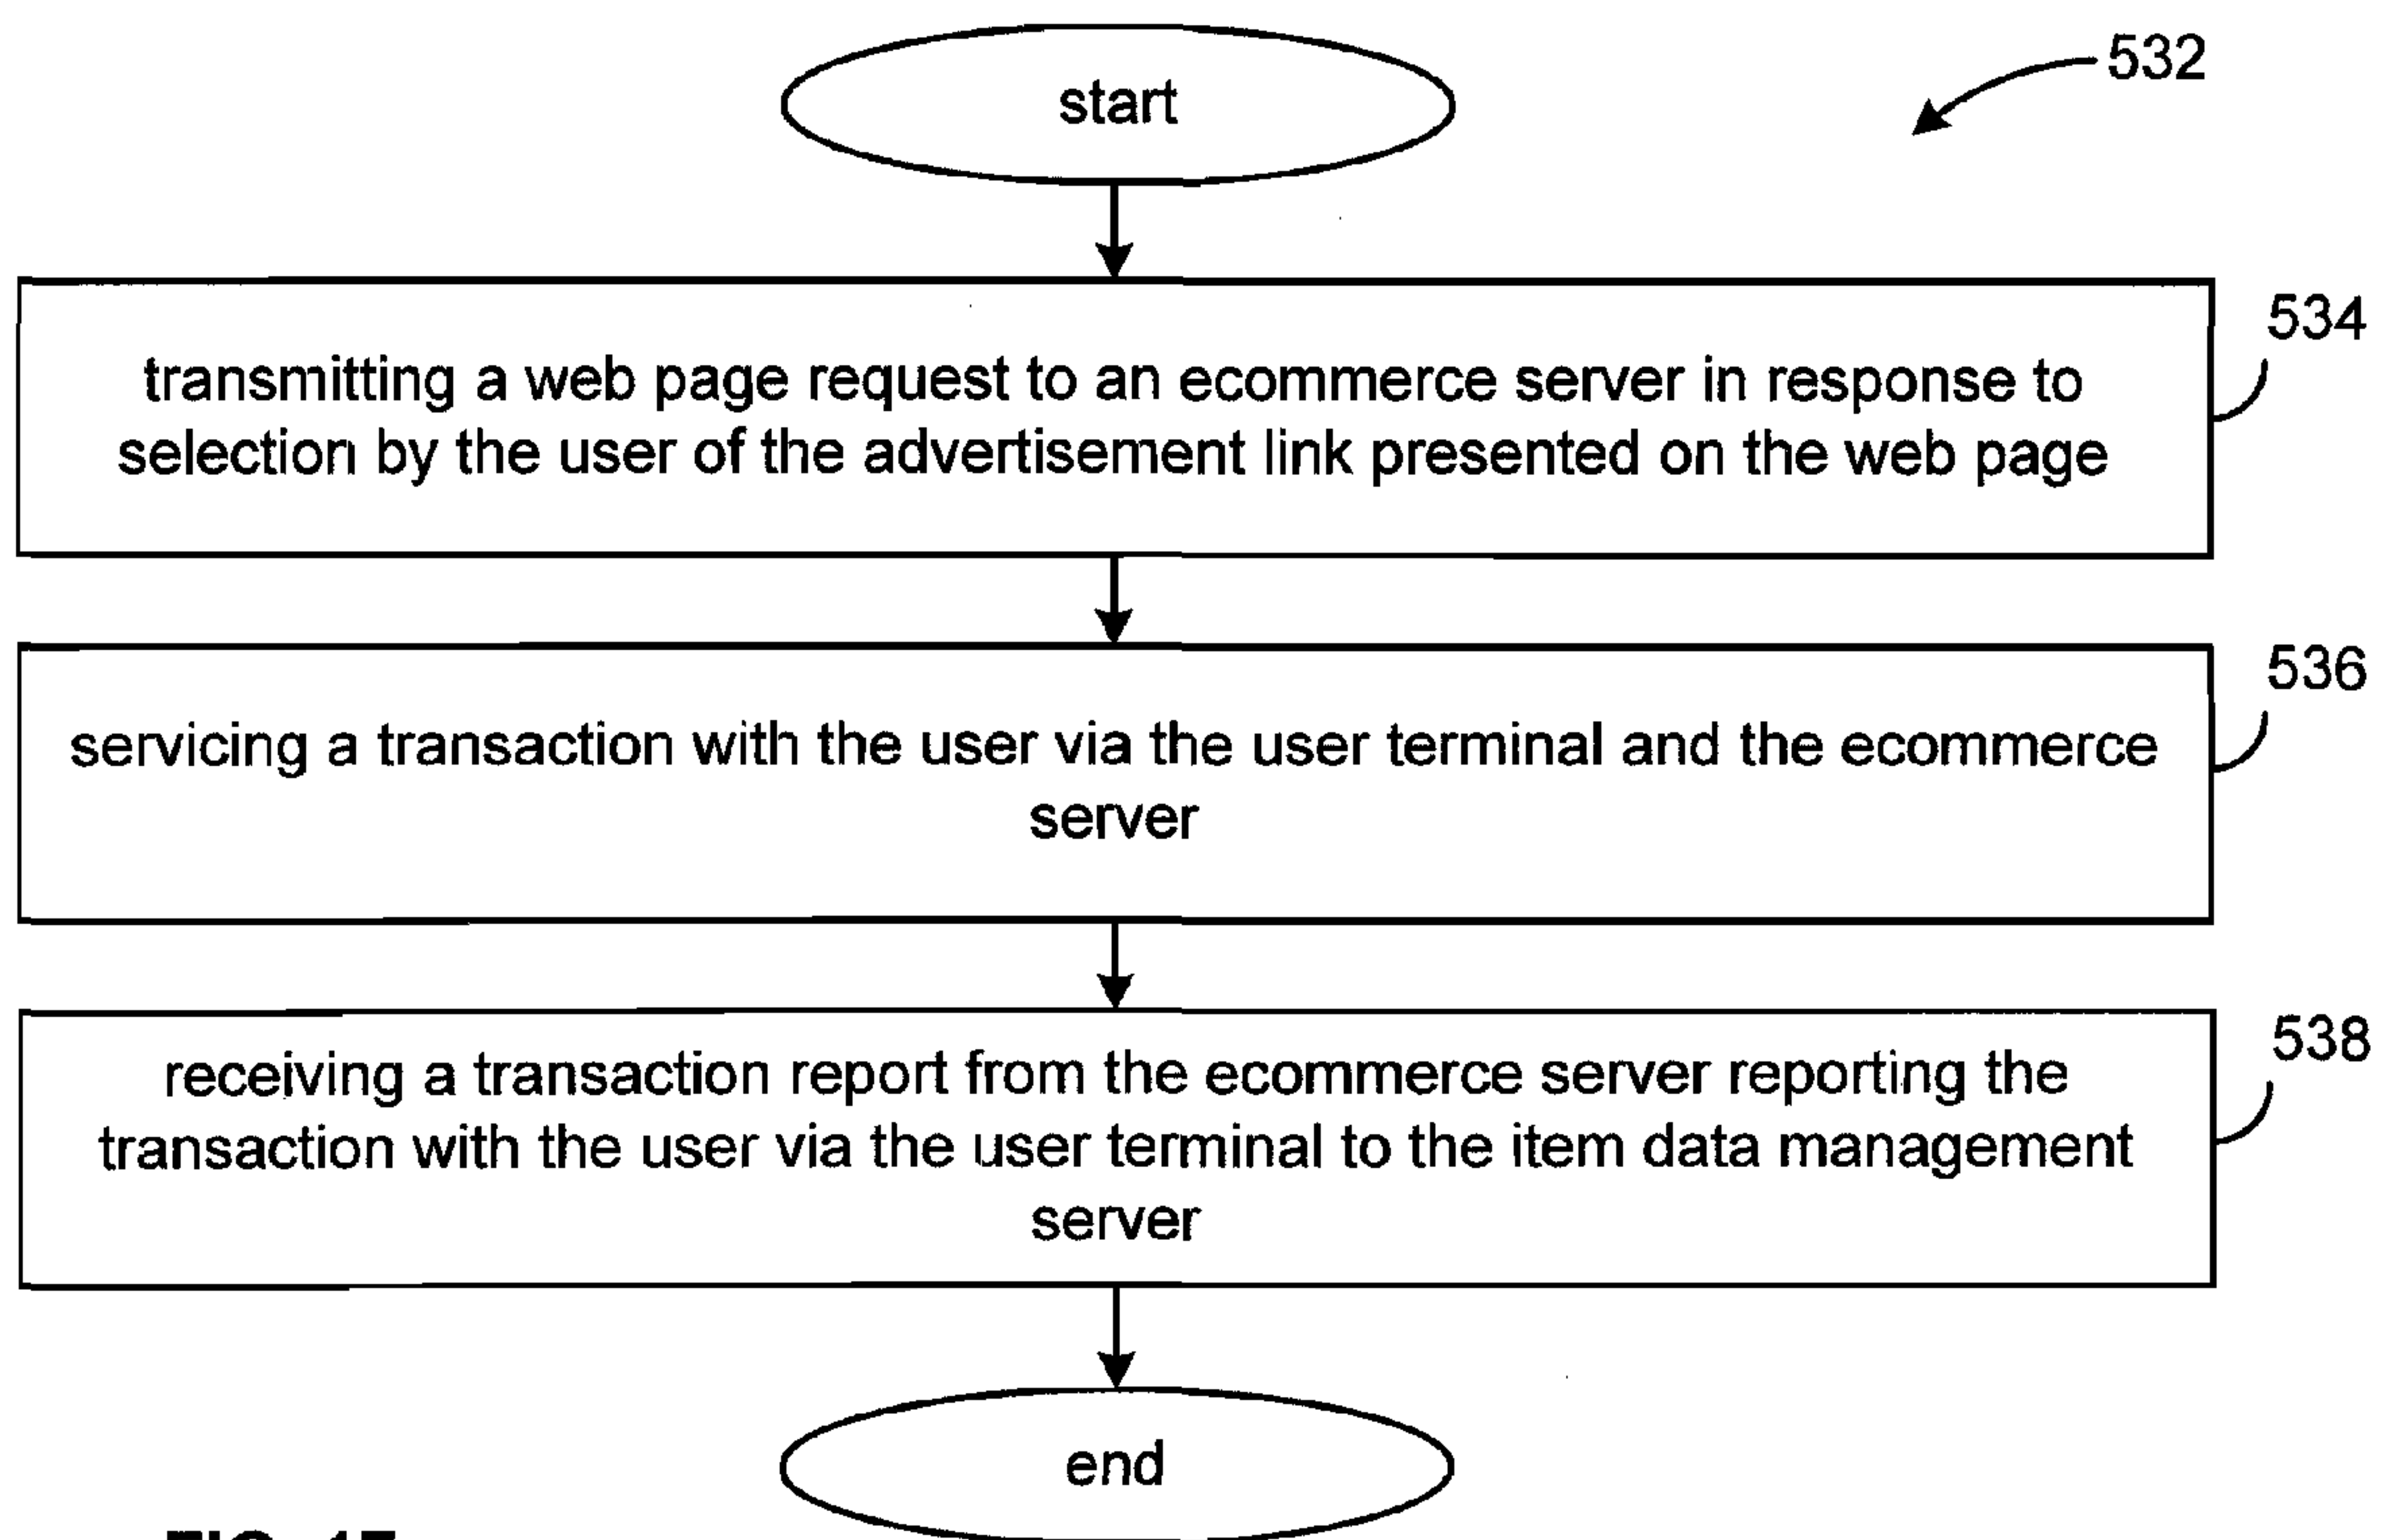 start
532
534
transmitting a web page request to an ecommerce server in response to
selection by the user of the advertisement link presented on the web page
536
servicing a transaction with the user via the user terminal and the ecommerce
server
538
receiving a transaction report from the ecommerce server reporting the
transaction with the user via the user terminal to the item data management
server
end